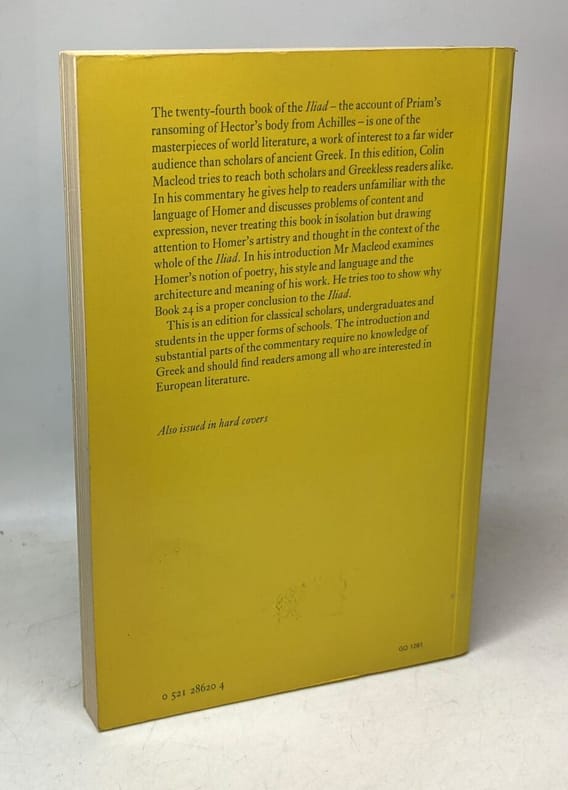 The twenty-fourth book of the Iliad – the account of Priam's
ransoming of Hector's body from Achilles – is one of the
masterpieces of world literature, a work of interest to a far wider
audience than scholars of ancient Greek. In this edition, Colin
Macleod tries to reach both scholars and Greekless readers alike.
In his commentary he gives help to readers unfamiliar with the
language of Homer and discusses problems of content and
expression, never treating this book in isolation but drawing
attention to Homer's artistry and thought in the context of the
whole of the Iliad. In his introduction Mr Macleod examines
Homer's notion of poetry, his style and language and the
architecture and meaning of his work. He tries too to show why
Book 24 is a proper conclusion to the Iliad.
This is an edition for classical scholars, undergraduates and
students in the upper forms of schools. The introduction and
substantial parts of the commentary require no knowledge of
Greek and should find readers among all who are interested in
European literature.
Also issued in hard covers
GO 1281
0 521 28620 4